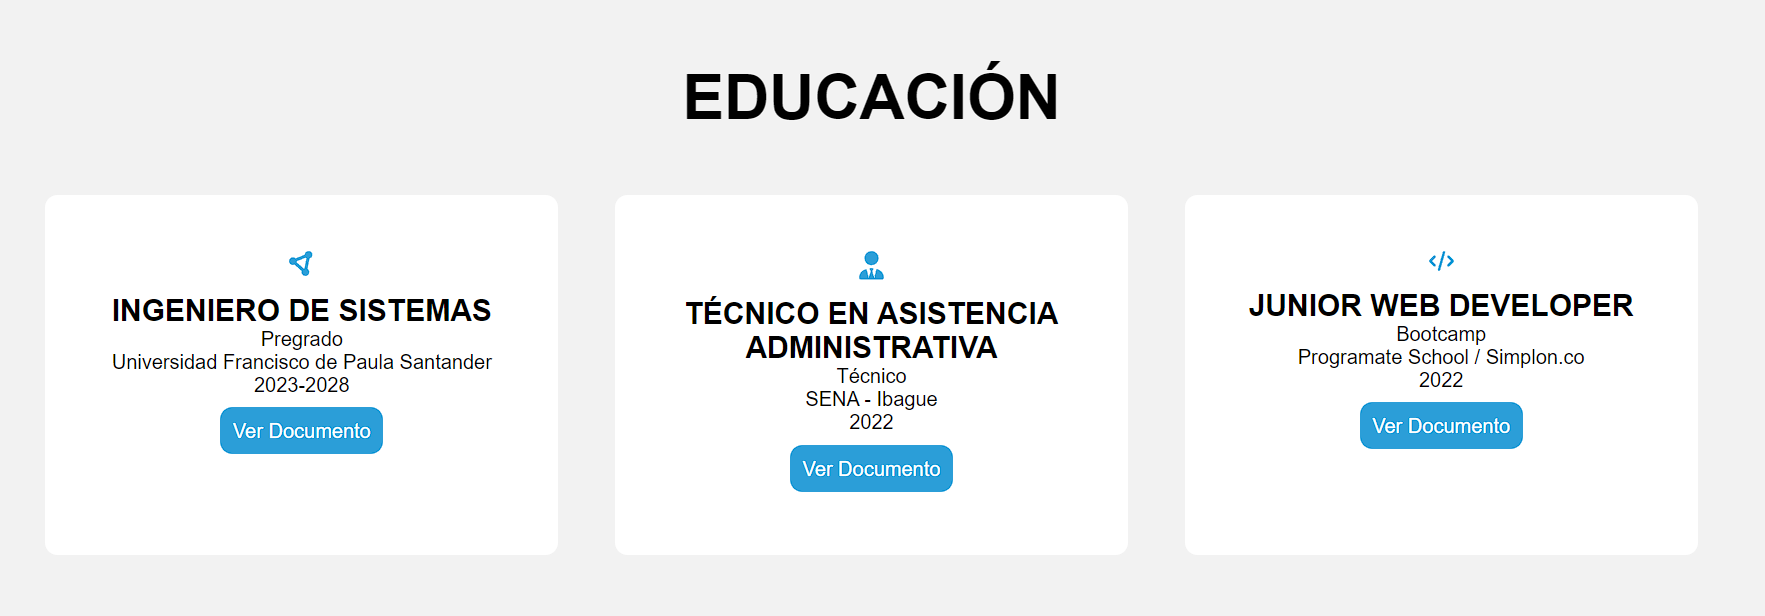 EDUCACIÓN
INGENIERO DE SISTEMAS
Pregrado
Universidad Francisco de Paula Santander
2023-2028
Ver Documento
TÉCNICO EN ASISTENCIA
ADMINISTRATIVA
Técnico
SENA - Ibague
2022
Ver Documento
JUNIOR WEB DEVELOPER
Bootcamp
Programate School / Simplon.co
2022
Ver Documento